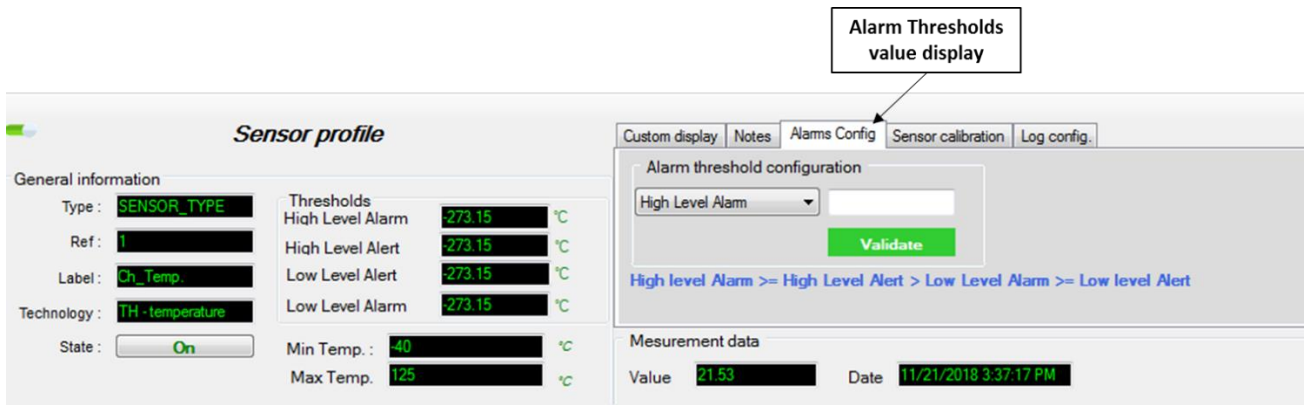 Alarm Thresholds
value display
Sensor profile
General information
Type : SENSOR_TYPE
Ref : 1
Label : Ch_Temp.
Technology : TH - temperature
State : On
Thresholds
High Level Alarm -273.15 °C
High Level Alert -273.15 °C
Low Level Alert -273.15 °C
Low Level Alarm -273.15 °C
Min Temp. : -40 °C
Max Temp. 125 °C
Custom display Notes Alarms Config Sensor calibration Log config.
Alarm threshold configuration
High Level Alarm
Validate
High level Alarm >= High Level Alert > Low Level Alarm >= Low level Alert
Mesurement data
Value 21.53 Date 11/21/2018 3:37:17 PM